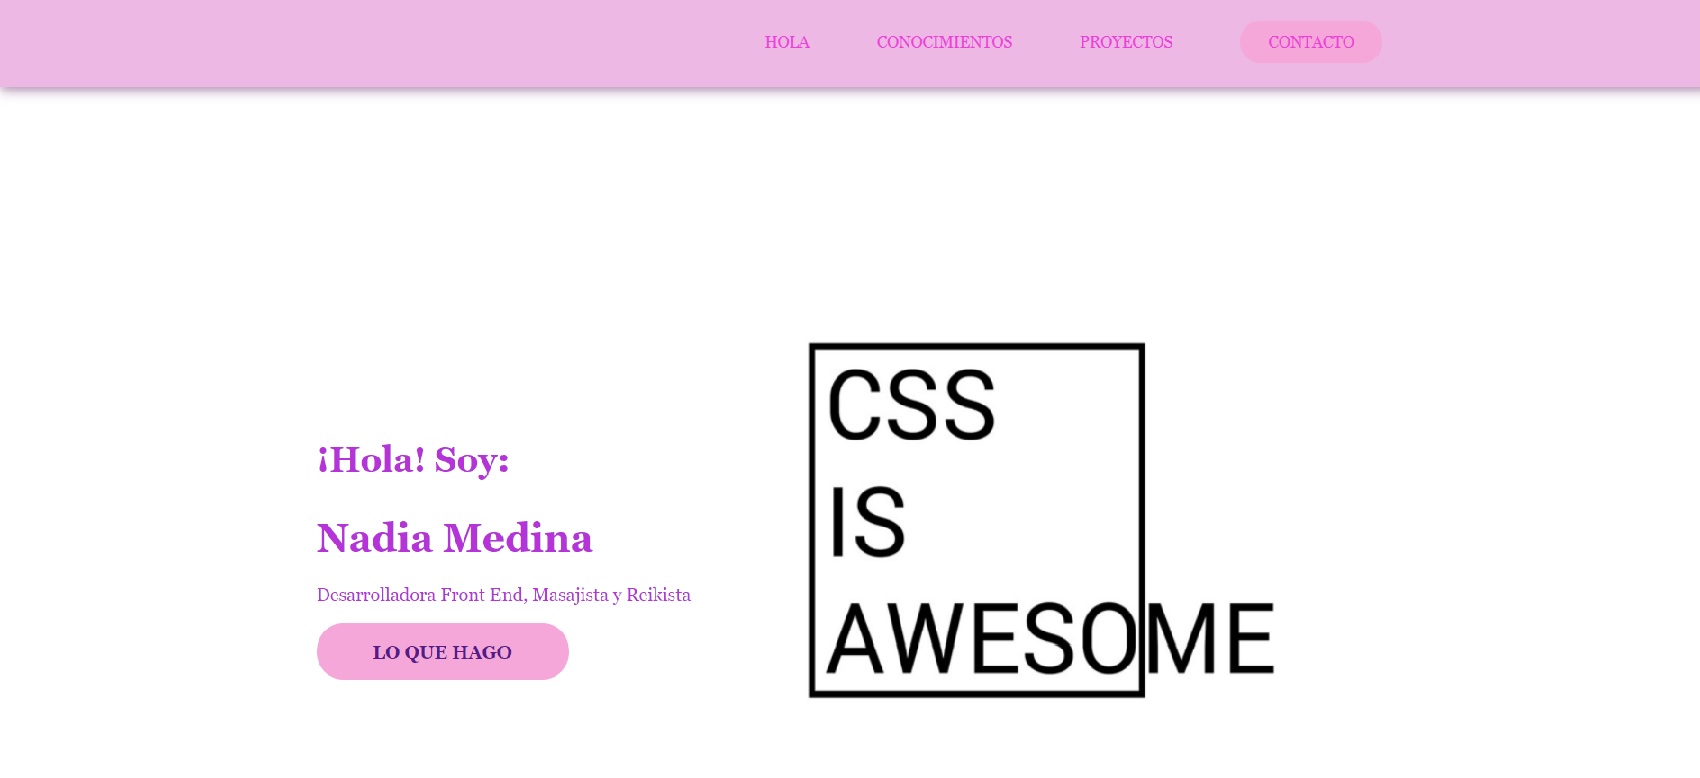 HOLA CONOCIMIENTOS PROYECTOS CONTACTO
¡Hola! Soy:
Nadia Medina
Desarrolladora Front End, Masajista y Reikista
LO QUE HAGO
CSS
IS
AWESOME